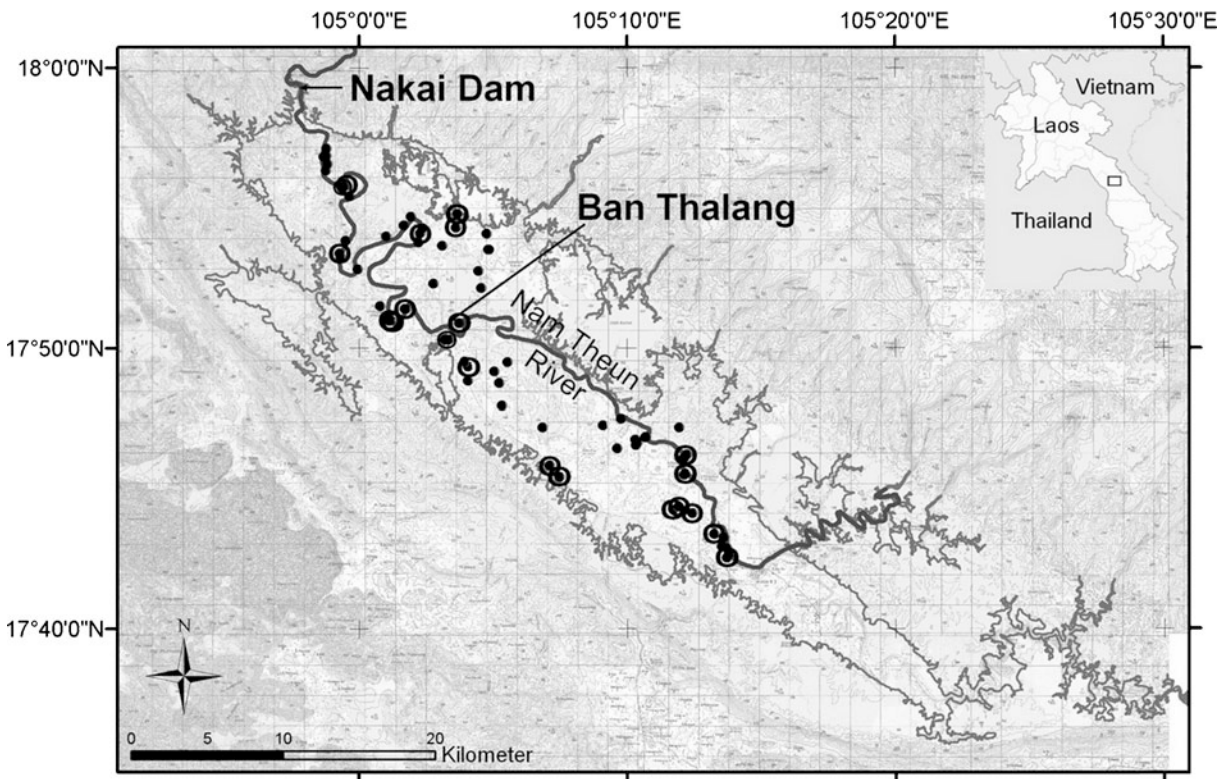 105°0'0"E
105°10'0"E
105°20'0"E
105°30'0"E
18°0'0"N
Nakai Dam
Vietnam
Laos
Thailand
Ban Thalang
Nam Theun
River
17°50'0"N
17°40'0"N
N
0
5
10
20
Kilometer